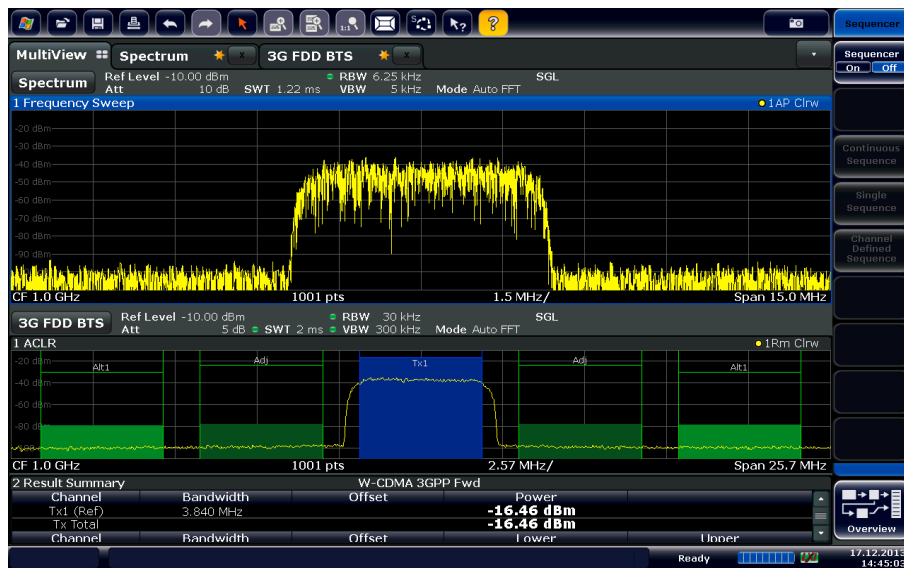 Sequencer
MultiView Spectrum 3G FDD BTS
Sequencer
On Off
Spectrum Ref Level -10.00 dBm RBW 6.25 kHz SGL
Att 10 dB SWT 1.22 ms VBW 5 kHz Mode Auto FFT
1 Frequency Sweep 1AP Clrw
-20 dBm
-30 dBm
-40 dBm
-50 dBm
-60 dBm
-70 dBm
-80 dBm
-90 dBm
CF 1.0 GHz 1001 pts 1.5 MHz/ Span 15.0 MHz
Continuous
Sequence
Single
Sequence
Channel
Defined
Sequence
3G FDD BTS Ref Level -10.00 dBm RBW 30 kHz SGL
Att 5 dB SWT 2 ms VBW 300 kHz Mode Auto FFT
1 ACLR 1Rm Clrw
-20 dBm
-40 dBm
-60 dBm
-80 dBm
Alt1 Adj Tx1 Adj Alt1
CF 1.0 GHz 1001 pts 2.57 MHz/ Span 25.7 MHz
2 Result Summary W-CDMA 3GPP Fwd
Channel Bandwidth Offset Power
Tx1 (Ref) 3.840 MHz -16.46 dBm
Tx Total -16.46 dBm
Channel Bandwidth Offset Lower Upper
Overview
Ready
17.12.2013
14:45:03